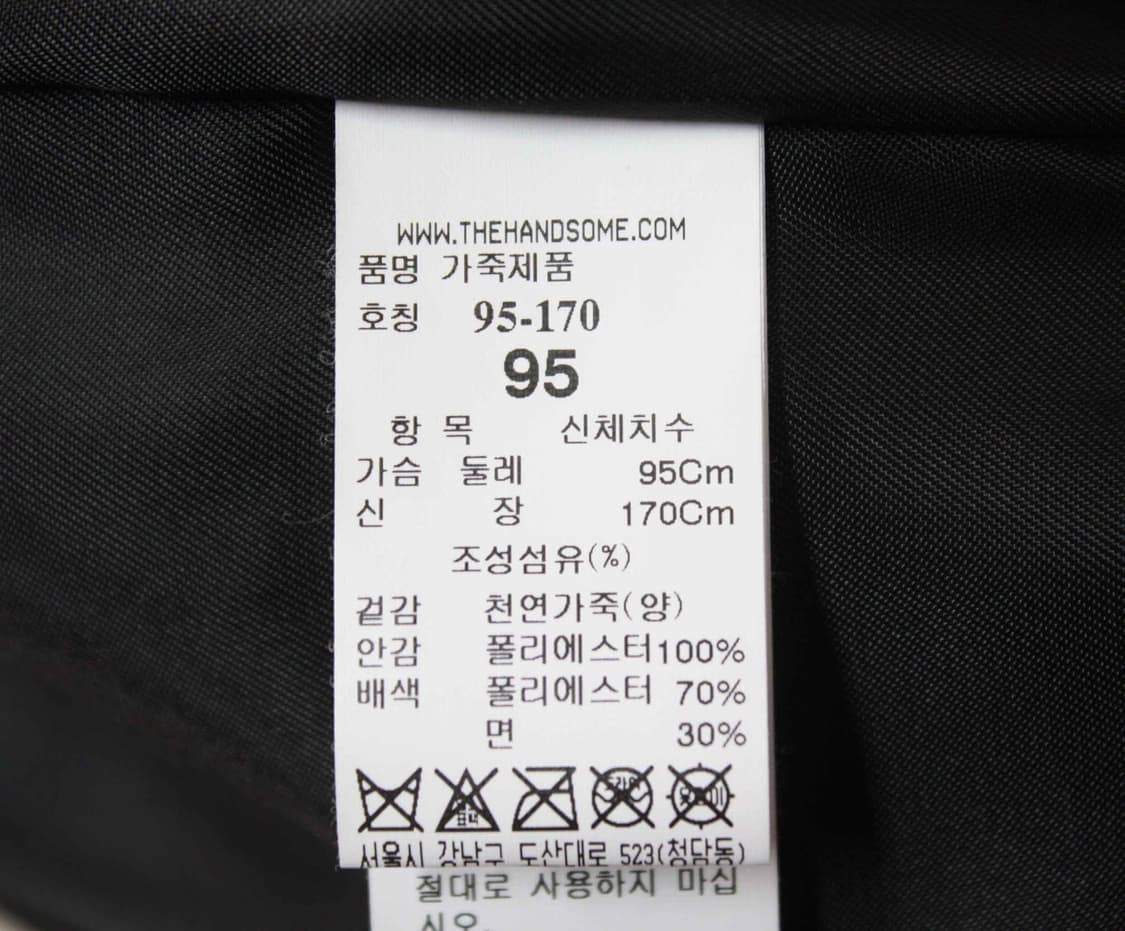 WWW.THEHANDSOME.COM
품명 가죽제품
호칭 95-170
95
항 목 신체치수
가슴 둘레 95Cm
신 장 170Cm
조성섬유(%)
겉감 천연가죽(양)
안감 폴리에스터100%
배색 폴리에스터 70%
면 30%
서울시 강남구 도산대로 523(청담동)
절대로 사용하지 마십
시오.